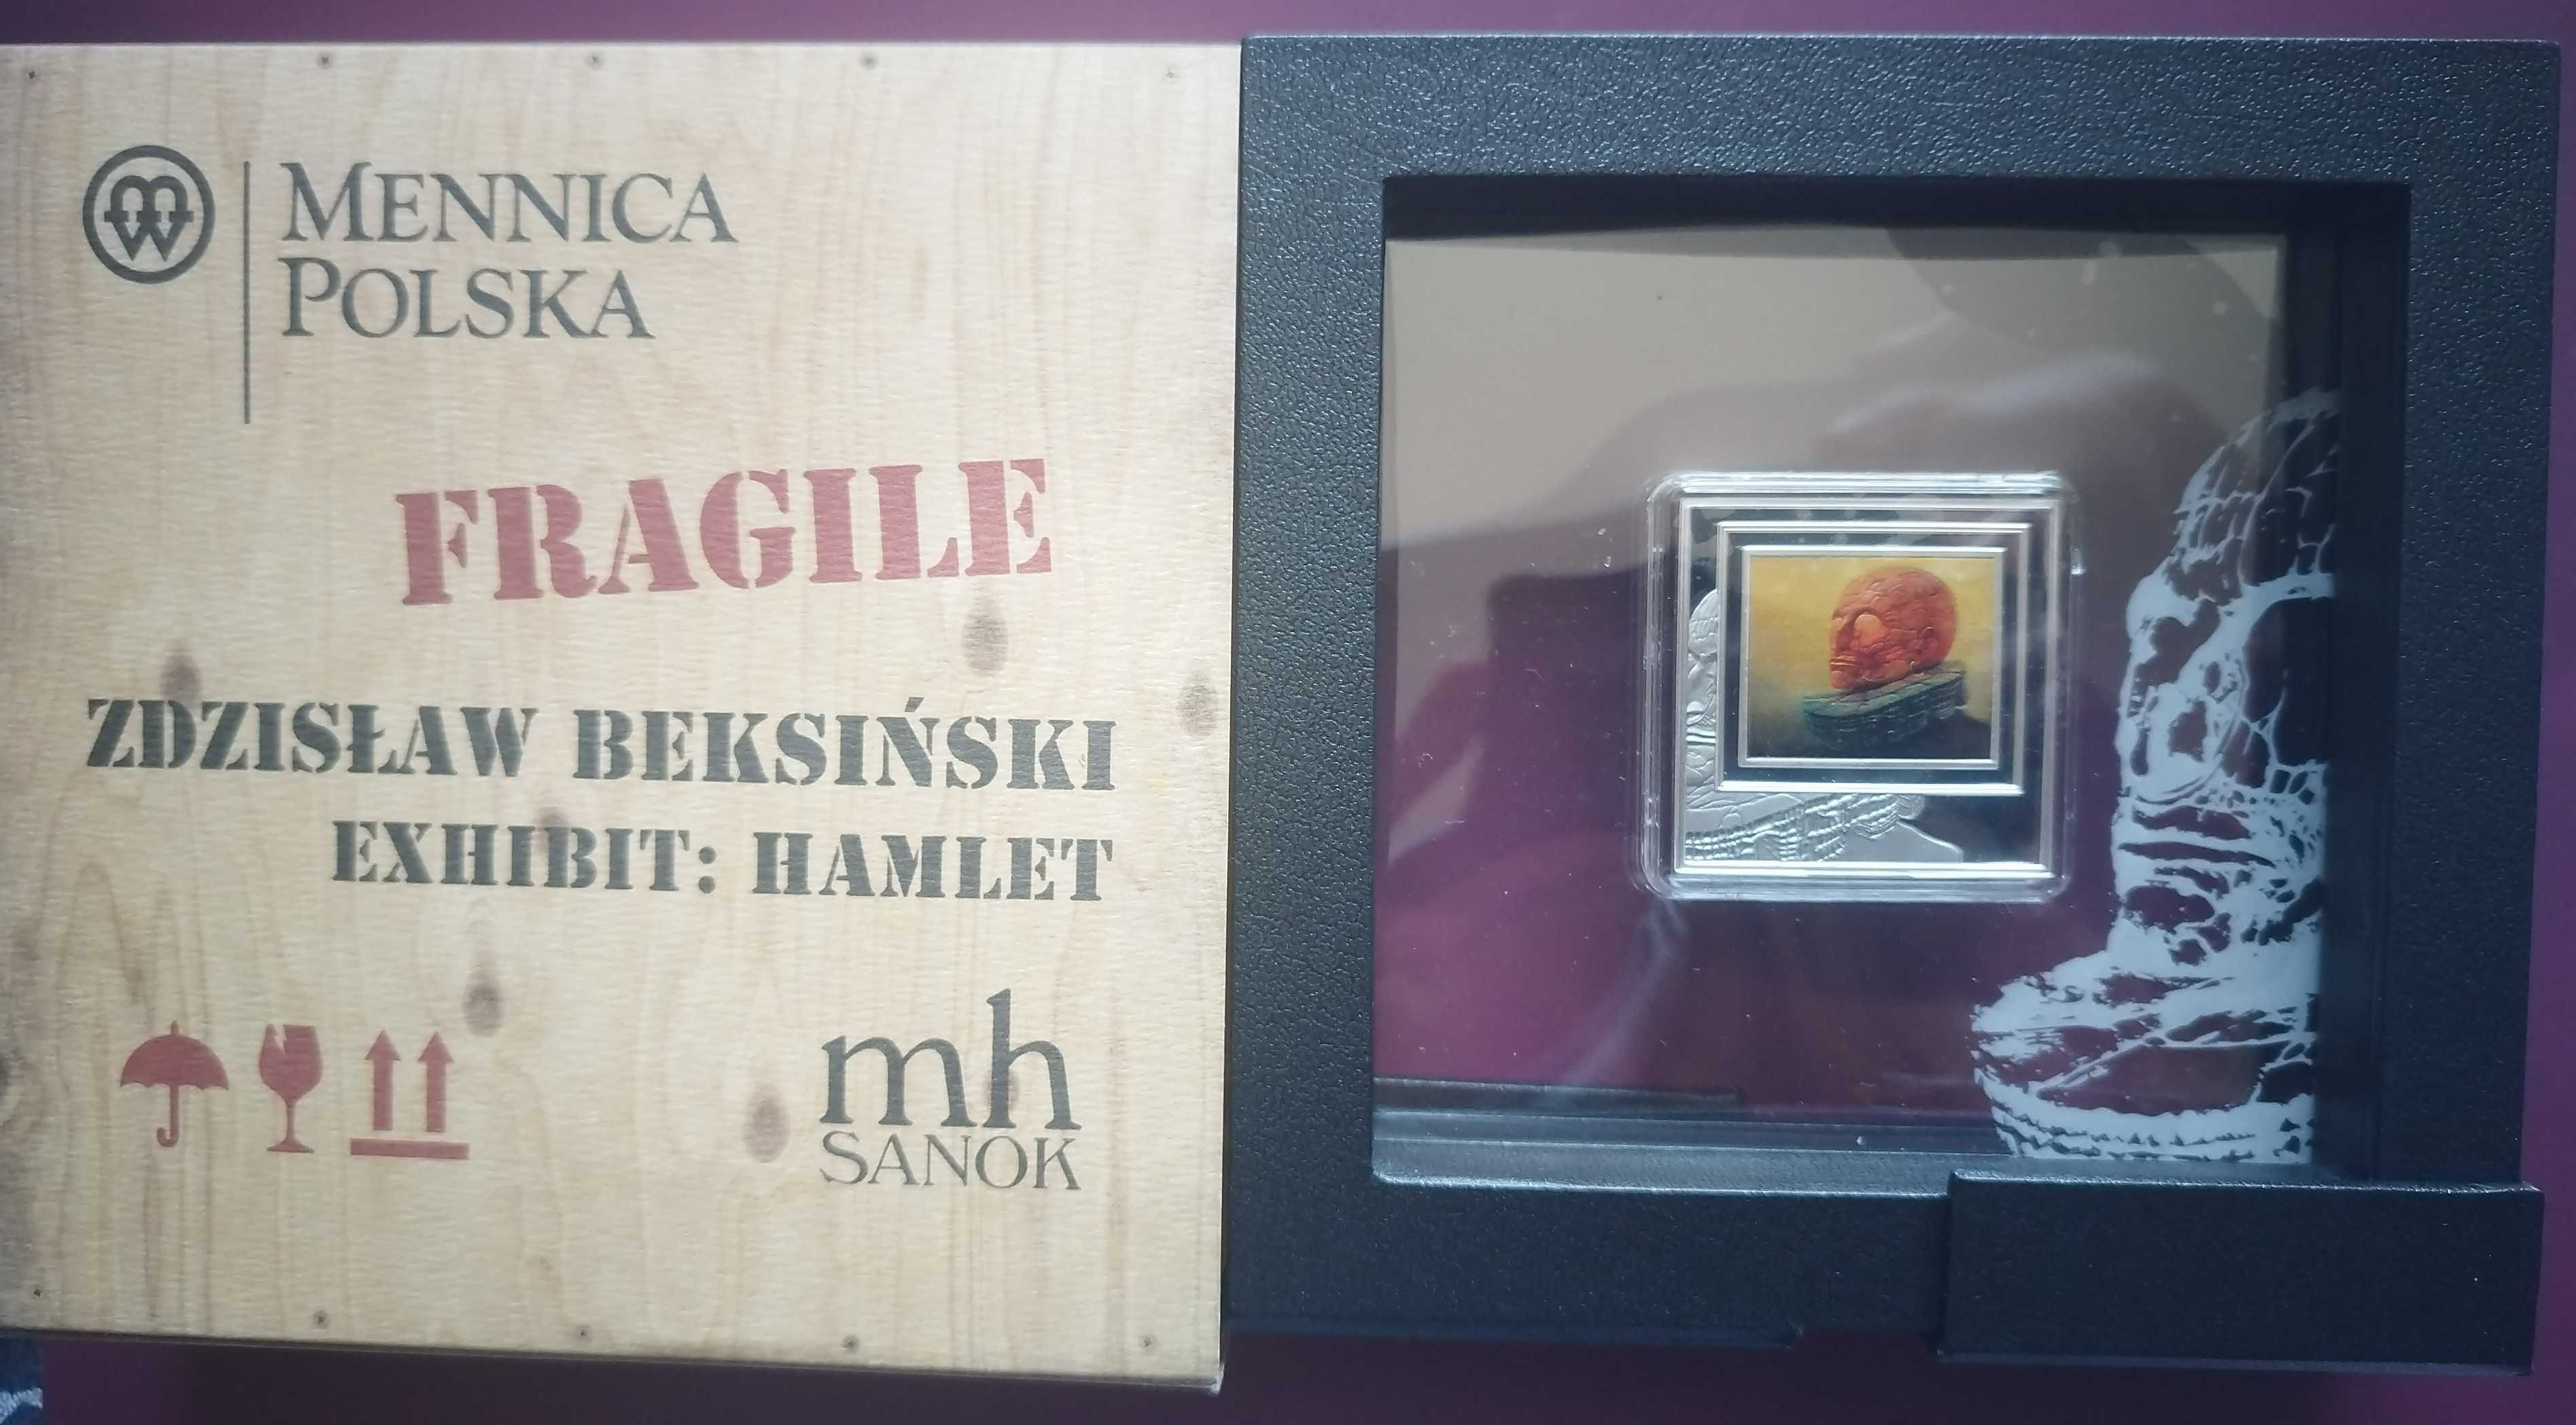 MENNICA
POLSKA
FRAGILE
ZDZISŁAW BEKSIŃSKI
EXHIBIT: HAMLET
mh
SANOK